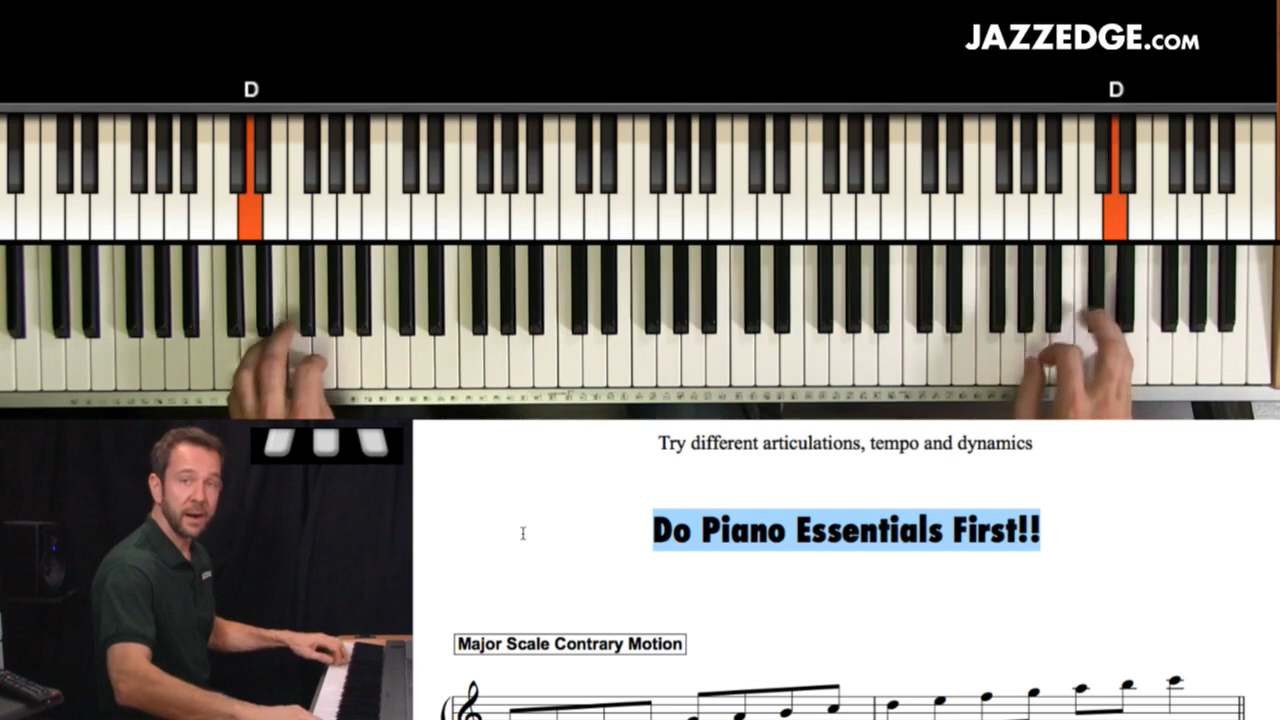 JAZZEDGE.COM
D D
Try different articulations, tempo and dynamics
Do Piano Essentials First!!
Major Scale Contrary Motion